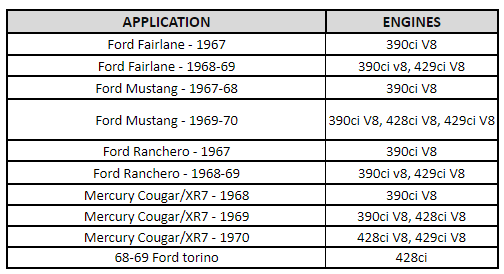 APPLICATION ENGINES
Ford Fairlane - 1967 390ci V8
Ford Fairlane - 1968-69 390ci v8, 429ci V8
Ford Mustang - 1967-68 390ci V8
Ford Mustang - 1969-70 390ci V8, 428ci V8, 429ci V8
Ford Ranchero - 1967 390ci V8
Ford Ranchero - 1968-69 390ci v8, 429ci V8
Mercury Cougar/XR7 - 1968 390ci V8
Mercury Cougar/XR7 - 1969 390ci V8, 428ci V8
Mercury Cougar/XR7 - 1970 428ci V8, 429ci V8
68-69 Ford torino 428ci